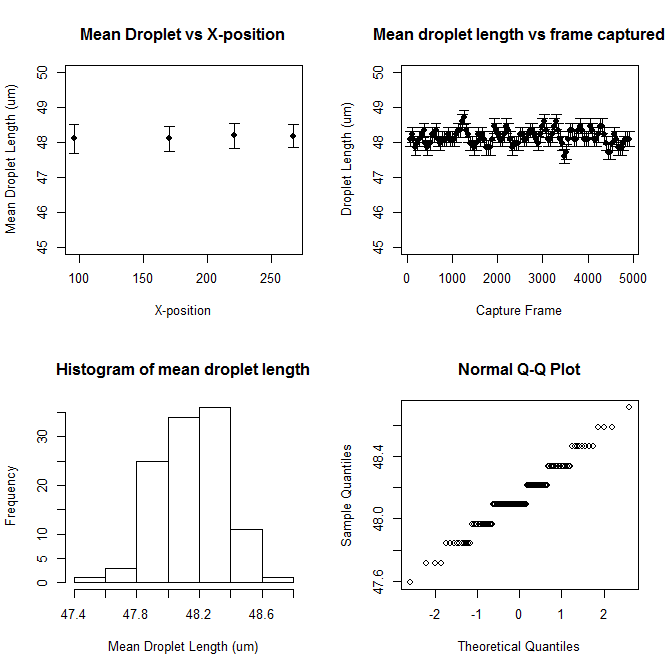 Mean Droplet vs X-position
Mean Droplet Length (um)
50
49
48
47
46
45
100 150 200 250
X-position
Mean droplet length vs frame captured
Droplet Length (um)
50
49
48
47
46
45
0 1000 2000 3000 4000 5000
Capture Frame
Histogram of mean droplet length
Frequency
30
20
10
5
0
47.4 47.8 48.2 48.6
Mean Droplet Length (um)
Normal Q-Q Plot
Sample Quantiles
48.4
48.0
47.6
-2 -1 0 1 2
Theoretical Quantiles